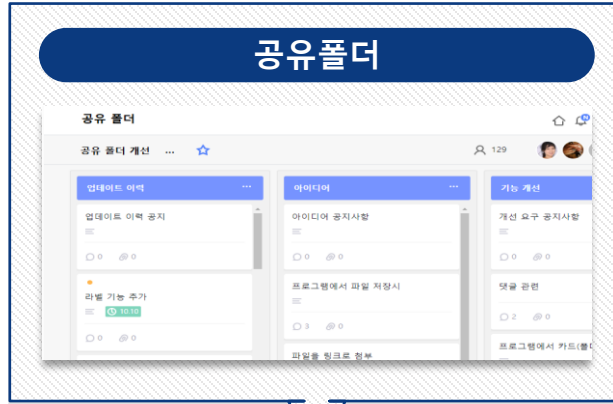 공유폴더
공유 폴더
공유 폴더 개선 ...
129
업데이트 이력 ...
업데이트 이력 공지
0 0
라벨 기능 추가
10.10
0 0
아이디어 ...
아이디어 공지사항
0 0
프로그램에서 파일 저장시
3 0
파일을 링크로 첨부
기능 개선
개선 요구 공지사항
0 0
댓글 관련
2 0
프로그램에서 카드(폴더